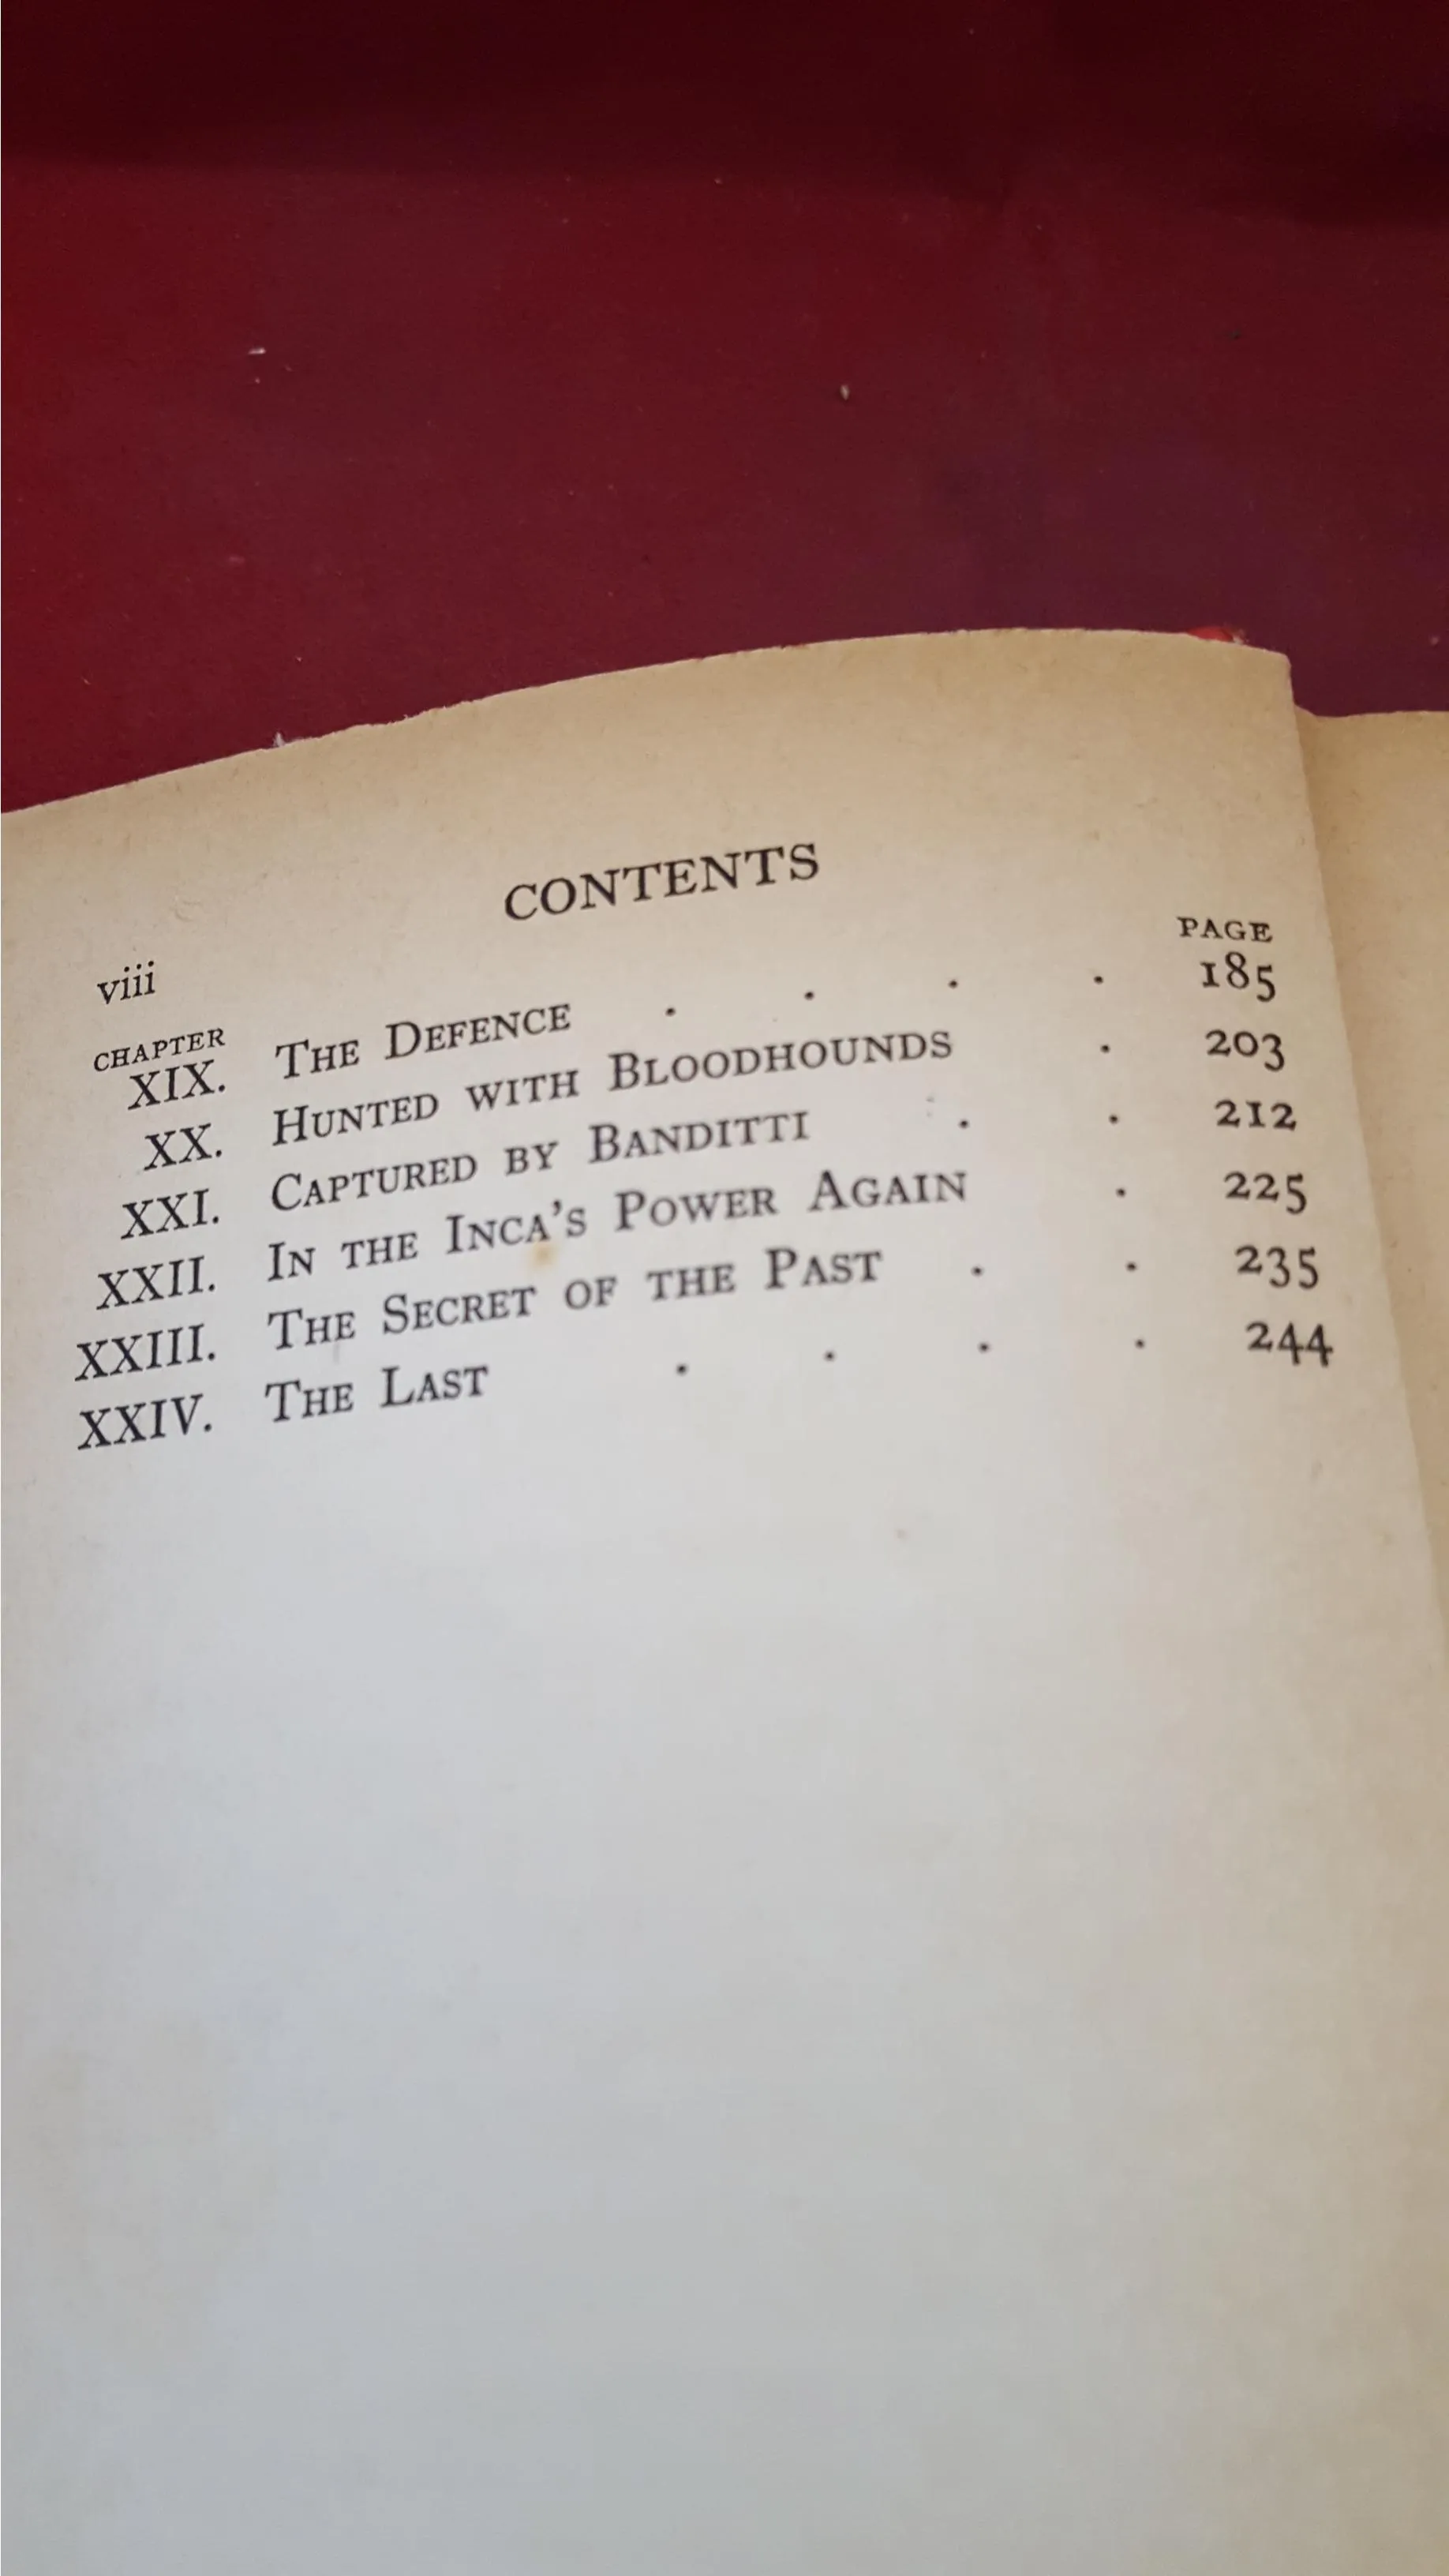 viii CONTENTS
CHAPTER PAGE
XIX. THE DEFENCE . . . . 185
XX. HUNTED WITH BLOODHOUNDS . 203
XXI. CAPTURED BY BANDITTI . . 212
XXII. IN THE INCA'S POWER AGAIN . 225
XXIII. THE SECRET OF THE PAST . . 235
XXIV. THE LAST . . . . 244